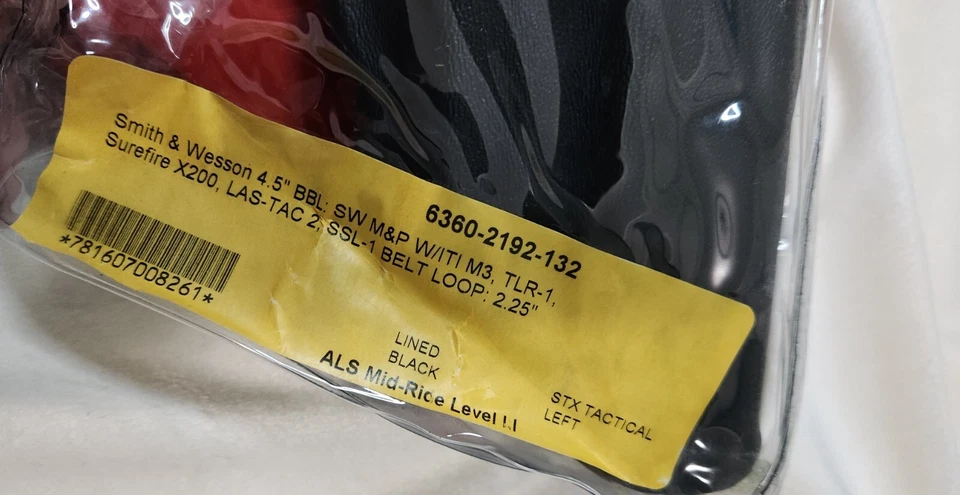 6360-2192-132
Smith & Wesson 4.5" BBL: SW M&P W/ITI M3, TLR-1,
Surefire X200, LAS-TAC 2, SSL-1 BELT LOOP: 2.25"
*781607008261*
LINED
BLACK
ALS Mid-Ride Level I.I
STX TACTICAL
LEFT